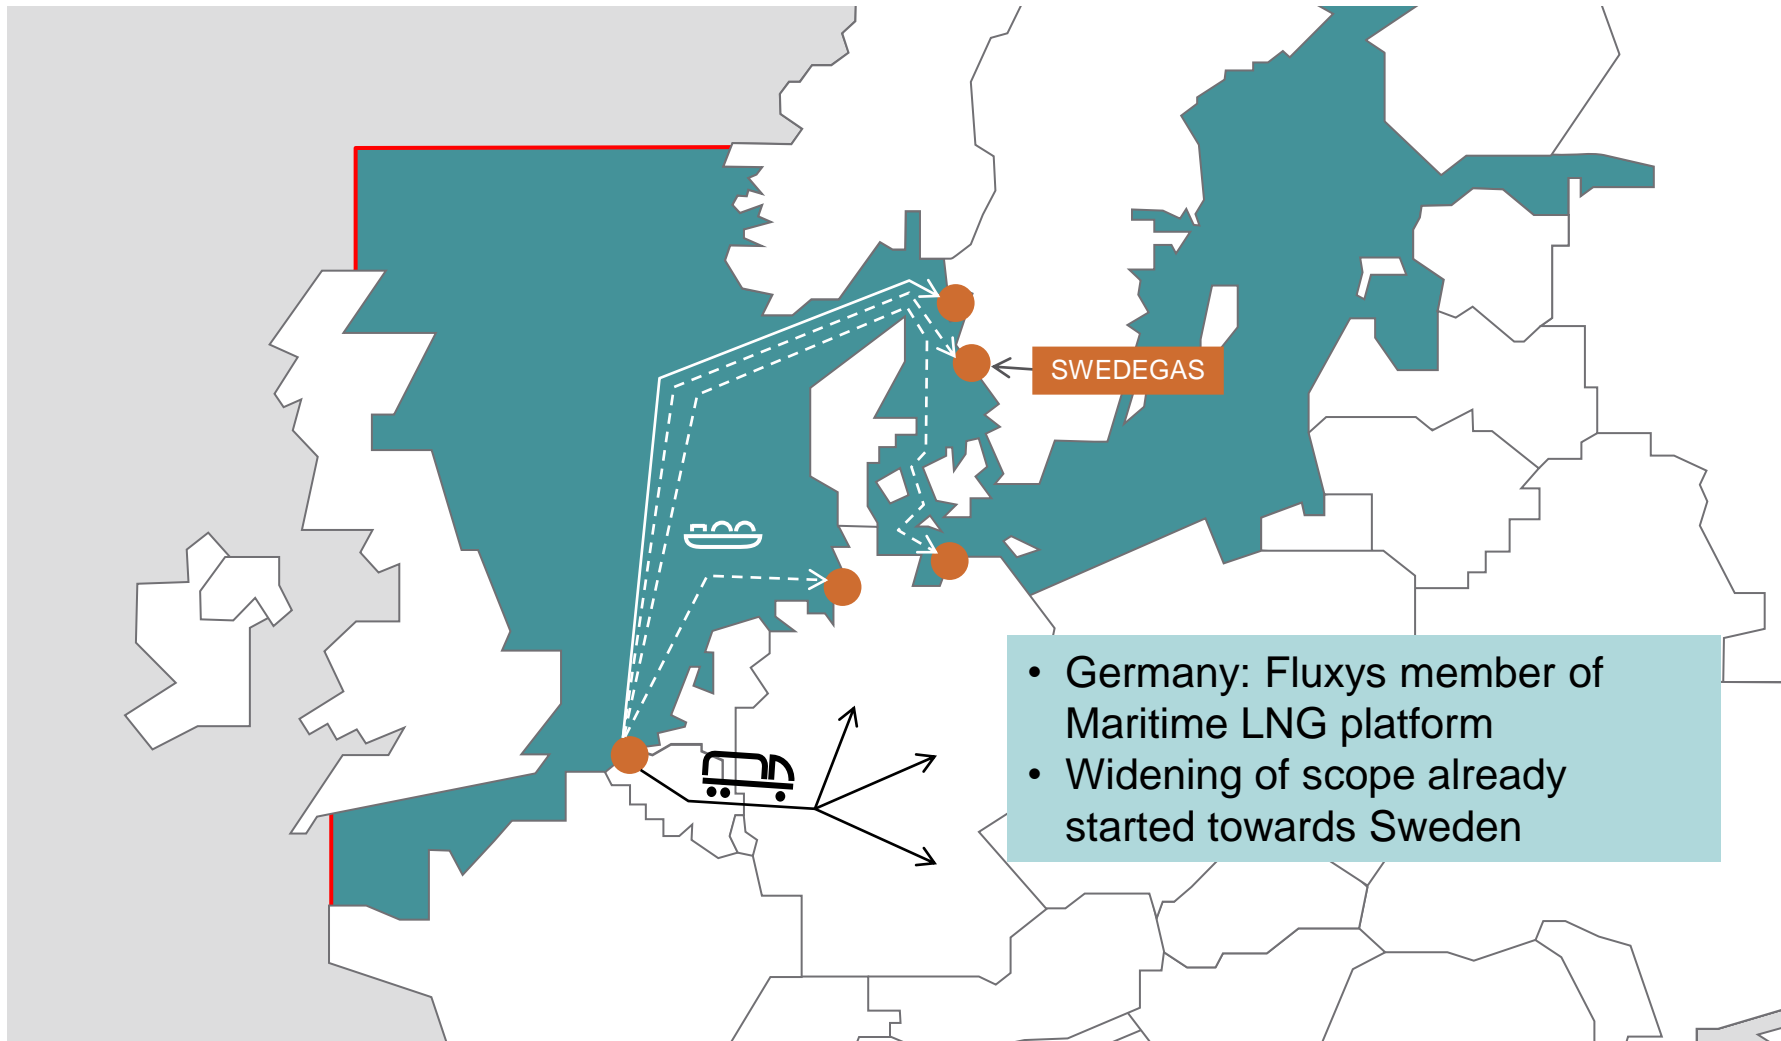 SWEDEGAS
• Germany: Fluxys member of
Maritime LNG platform
• Widening of scope already
started towards Sweden